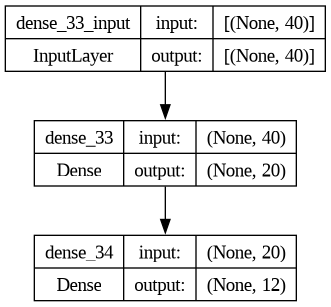 dense_33_input input: [(None, 40)]
InputLayer output: [(None, 40)]
dense_33 input: (None, 40)
Dense output: (None, 20)
dense_34 input: (None, 20)
Dense output: (None, 12)